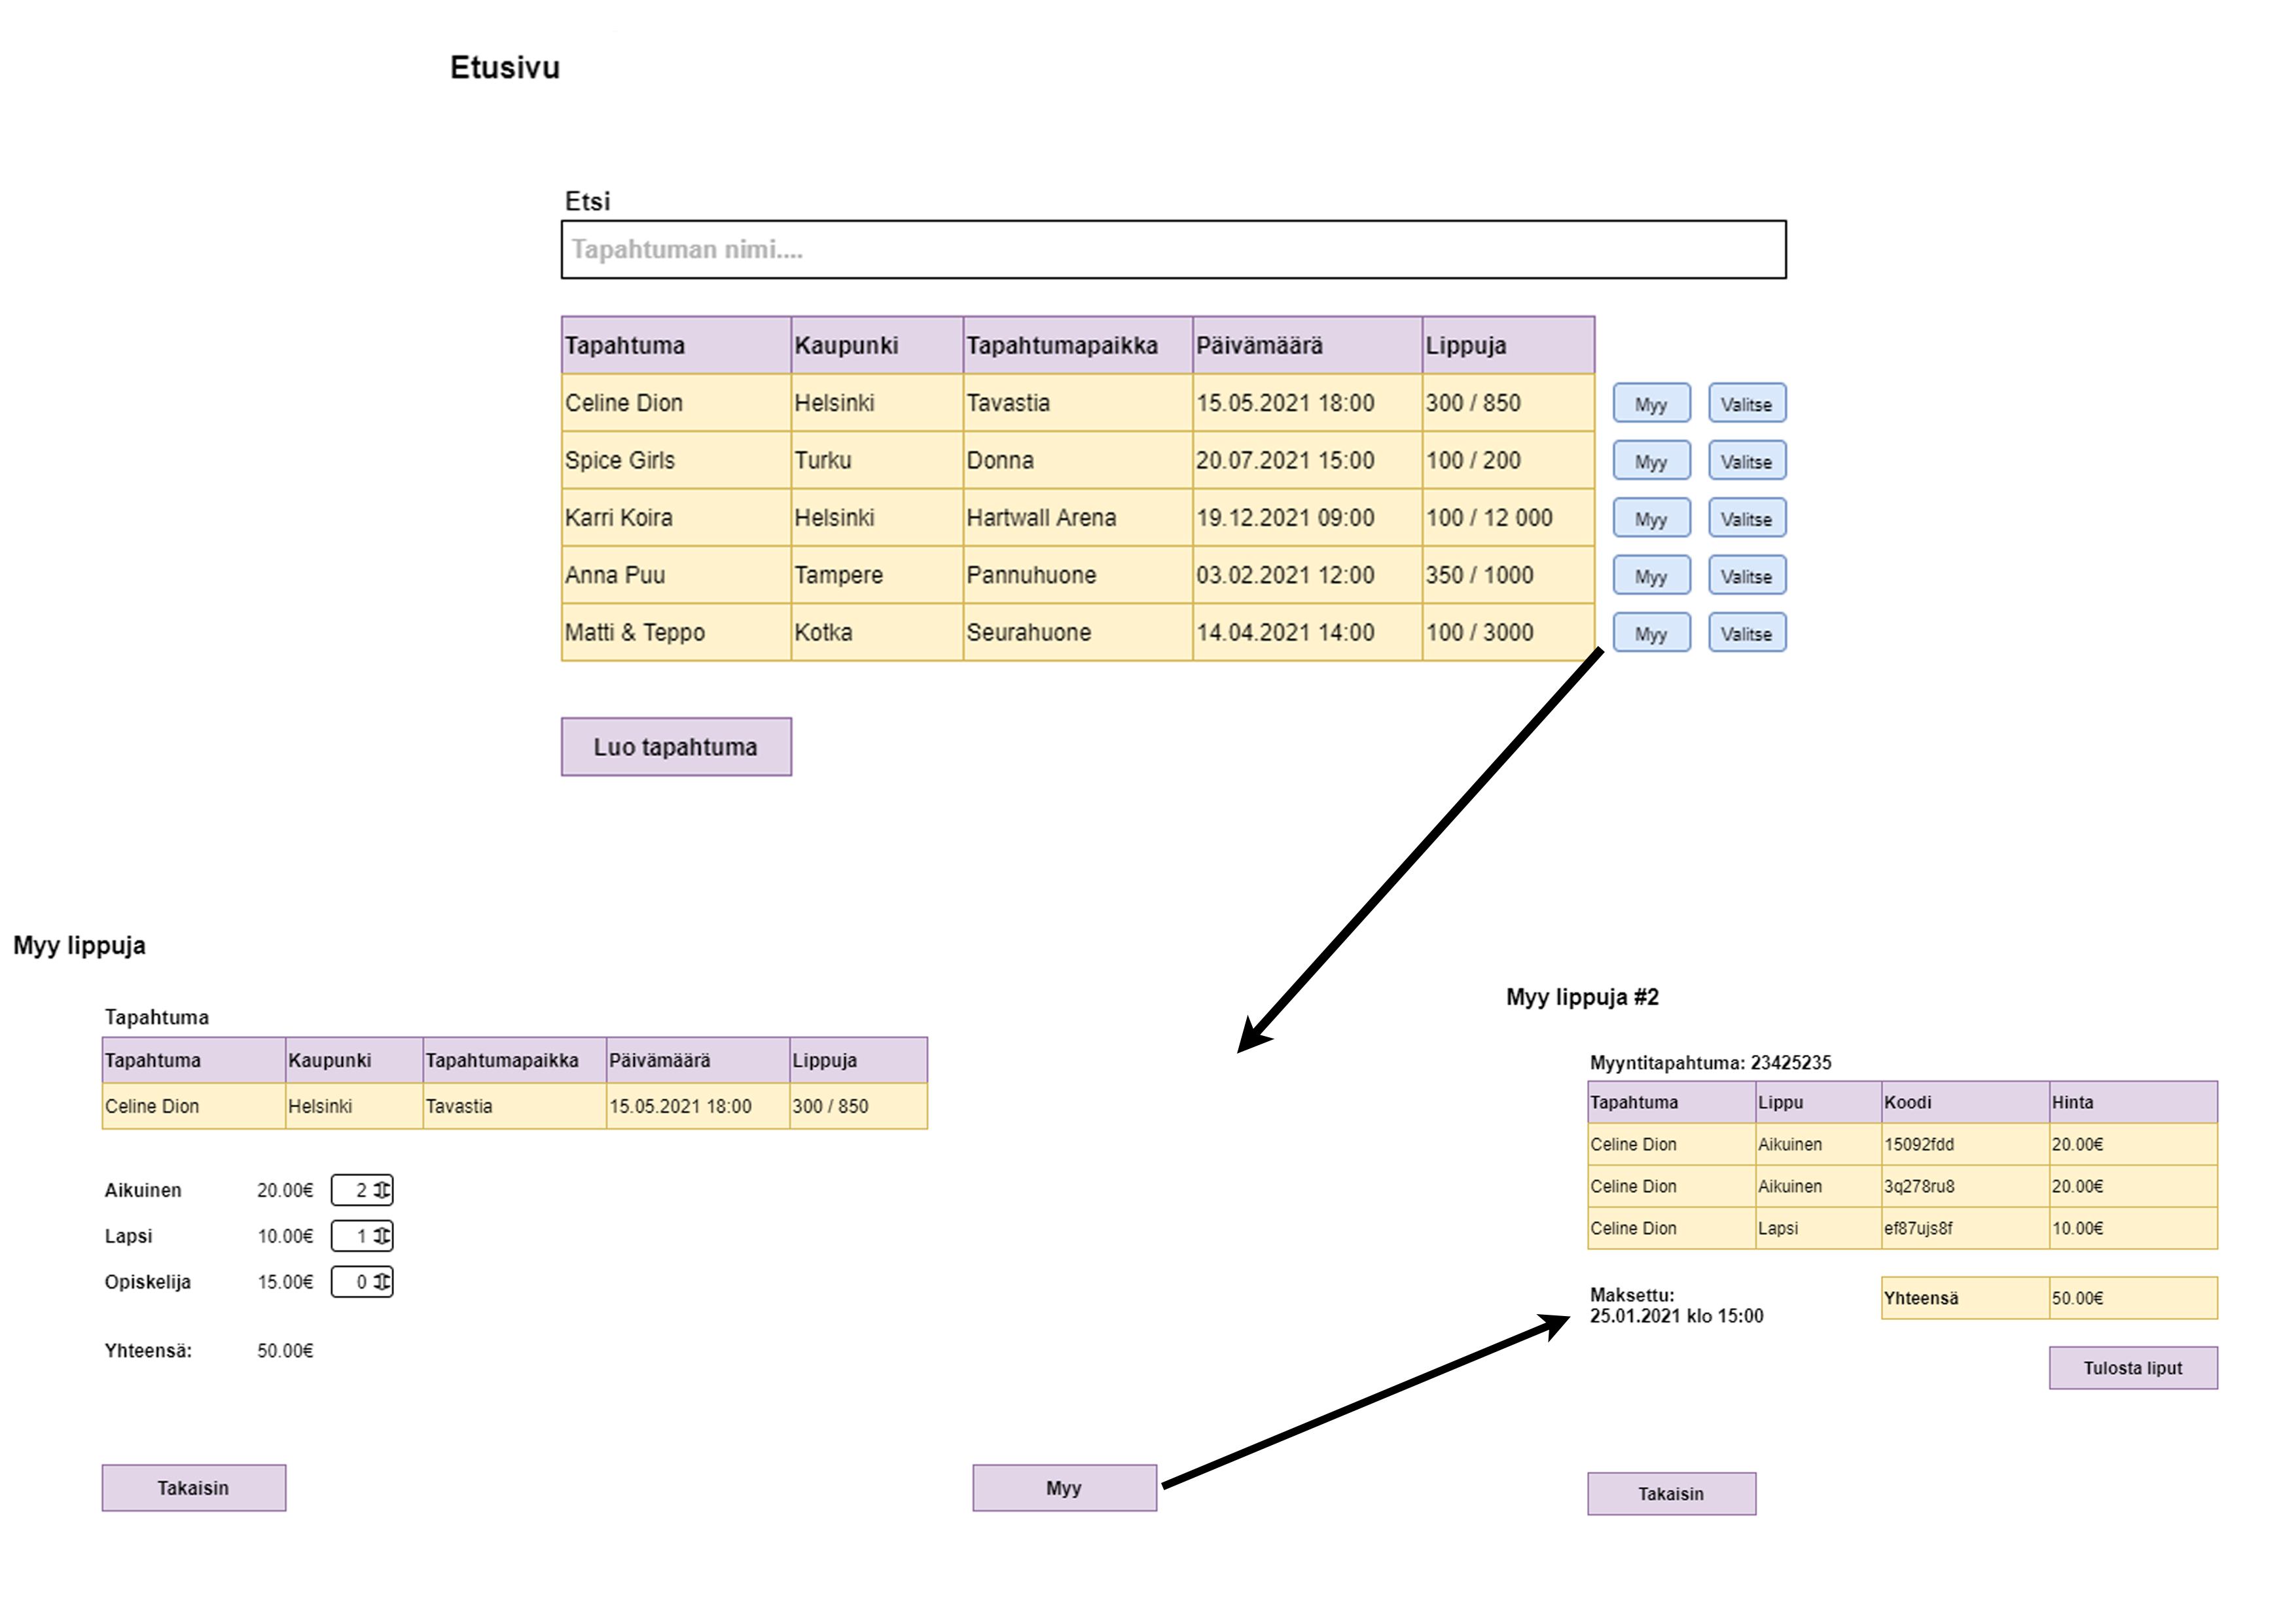 Etusivu
Etsi
Tapahtuman nimi....
Tapahtuma Kaupunki Tapahtumapaikka Päivämäärä Lippuja
Celine Dion Helsinki Tavastia 15.05.2021 18:00 300 / 850 Myy Valitse
Spice Girls Turku Donna 20.07.2021 15:00 100 / 200 Myy Valitse
Karri Koira Helsinki Hartwall Arena 19.12.2021 09:00 100 / 12 000 Myy Valitse
Anna Puu Tampere Pannuhuone 03.02.2021 12:00 350 / 1000 Myy Valitse
Matti & Teppo Kotka Seurahuone 14.04.2021 14:00 100 / 3000 Myy Valitse
Luo tapahtuma
Myy lippuja
Tapahtuma
Tapahtuma Kaupunki Tapahtumapaikka Päivämäärä Lippuja
Celine Dion Helsinki Tavastia 15.05.2021 18:00 300 / 850
Aikuinen 20.00€ 2
Lapsi 10.00€ 1
Opiskelija 15.00€ 0
Yhteensä: 50.00€
Takaisin Myy
Myy lippuja #2
Myyntitapahtuma: 23425235
Tapahtuma Lippu Koodi Hinta
Celine Dion Aikuinen 15092fdd 20.00€
Celine Dion Aikuinen 3q278ru8 20.00€
Celine Dion Lapsi ef87ujs8f 10.00€
Maksettu:
25.01.2021 klo 15:00
Yhteensä 50.00€
Tulosta liput
Takaisin